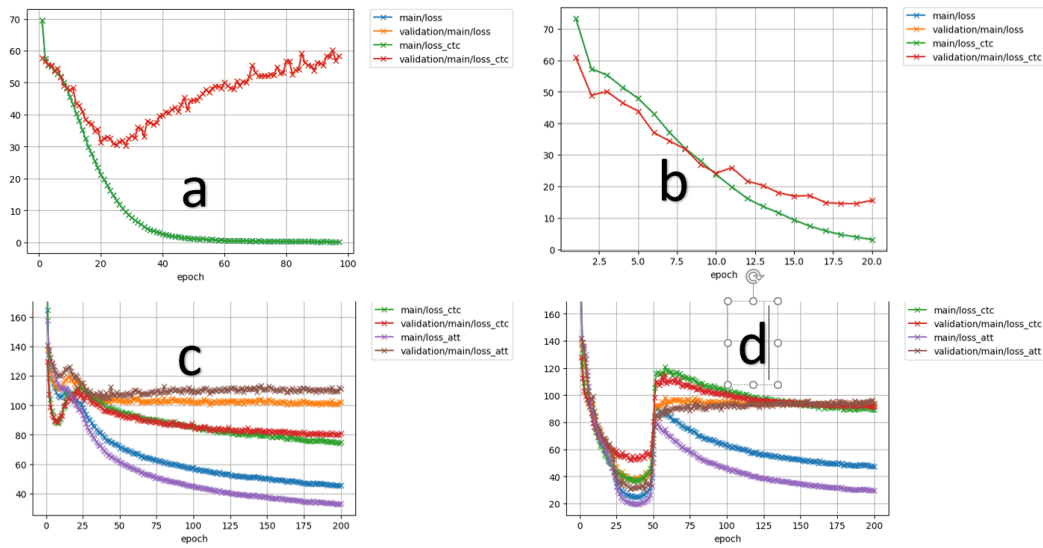 main/loss
validation/main/loss
main/loss_ctc
validation/main/loss_ctc
70
60
50
40
30
20
10
0
a
0 20 40 60 80 100
epoch
main/loss
validation/main/loss
main/loss_ctc
validation/main/loss_ctc
70
60
50
40
30
20
10
0
b
2.5 5.0 7.5 10.0 12.5 15.0 17.5 20.0
epoch
main/loss_ctc
validation/main/loss_ctc
main/loss_att
validation/main/loss_att
160
140
120
100
80
60
40
c
0 25 50 75 100 125 150 175 200
epoch
main/loss_ctc
validation/main/loss_ctc
main/loss_att
validation/main/loss_att
160
140
120
100
80
60
40
20
d
0 25 50 75 100 125 150 175 200
epoch